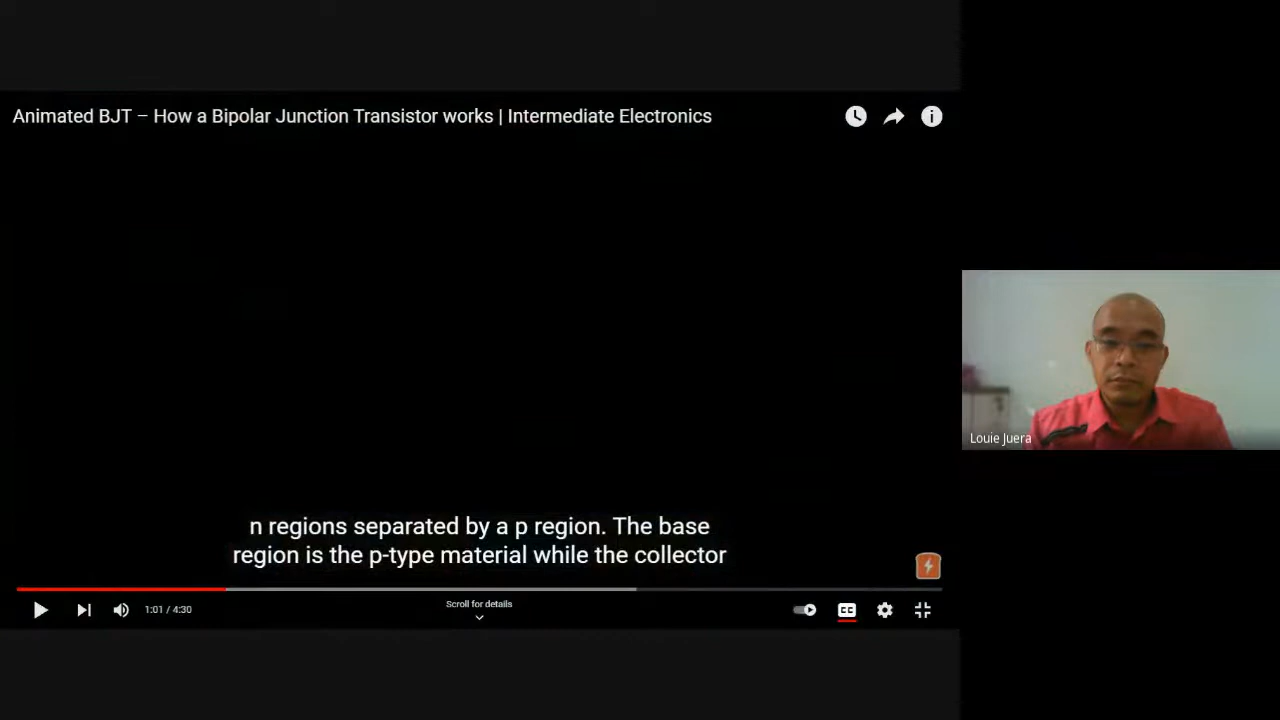 Animated BJT – How a Bipolar Junction Transistor works | Intermediate Electronics
Louie Juera
n regions separated by a p region. The base
region is the p-type material while the collector
1:01 / 4:30
Scroll for details
CC